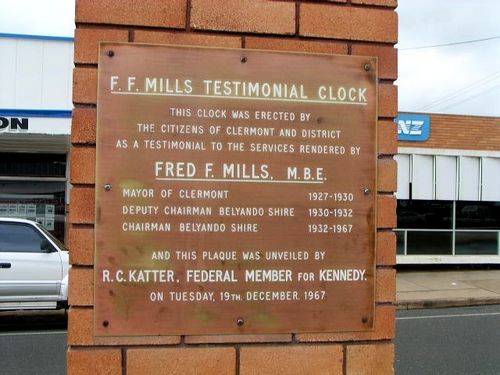 F. F. MILLS TESTIMONIAL CLOCK
THIS CLOCK WAS ERECTED BY
THE CITIZENS OF CLERMONT AND DISTRICT
AS A TESTIMONIAL TO THE SERVICES RENDERED BY
FRED F. MILLS, M.B.E.
MAYOR OF CLERMONT 1927-1930
DEPUTY CHAIRMAN BELYANDO SHIRE 1930-1932
CHAIRMAN BELYANDO SHIRE 1932-1967
AND THIS PLAQUE WAS UNVEILED BY
R.C. KATTER, FEDERAL MEMBER FOR KENNEDY.
ON TUESDAY, 19TH. DECEMBER. 1967
ON
NZ